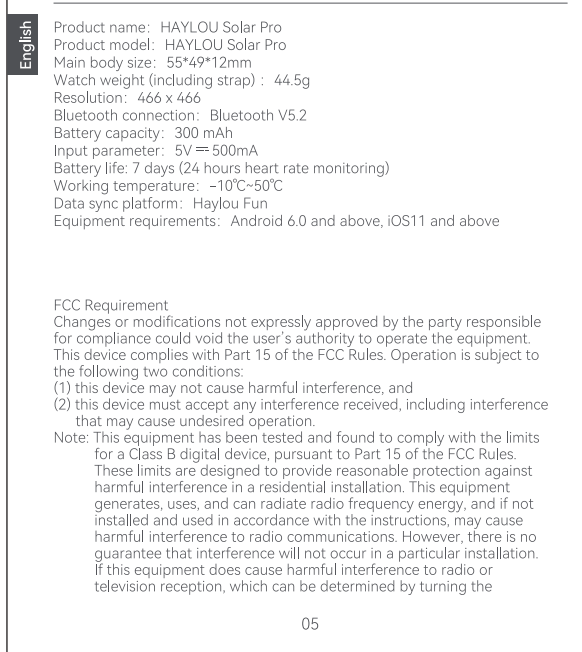 English
Product name: HAYLOU Solar Pro
Product model: HAYLOU Solar Pro
Main body size: 55*49*12mm
Watch weight (including strap) : 44.5g
Resolution: 466 x 466
Bluetooth connection: Bluetooth V5.2
Battery capacity: 300 mAh
Input parameter: 5V ⎓ 500mA
Battery life: 7 days (24 hours heart rate monitoring)
Working temperature: -10℃~50℃
Data sync platform: Haylou Fun
Equipment requirements: Android 6.0 and above, iOS11 and above
FCC Requirement
Changes or modifications not expressly approved by the party responsible
for compliance could void the user's authority to operate the equipment.
This device complies with Part 15 of the FCC Rules. Operation is subject to
the following two conditions:
(1) this device may not cause harmful interference, and
(2) this device must accept any interference received, including interference
that may cause undesired operation.
Note: This equipment has been tested and found to comply with the limits
for a Class B digital device, pursuant to Part 15 of the FCC Rules.
These limits are designed to provide reasonable protection against
harmful interference in a residential installation. This equipment
generates, uses, and can radiate radio frequency energy, and if not
installed and used in accordance with the instructions, may cause
harmful interference to radio communications. However, there is no
guarantee that interference will not occur in a particular installation.
If this equipment does cause harmful interference to radio or
television reception, which can be determined by turning the
05